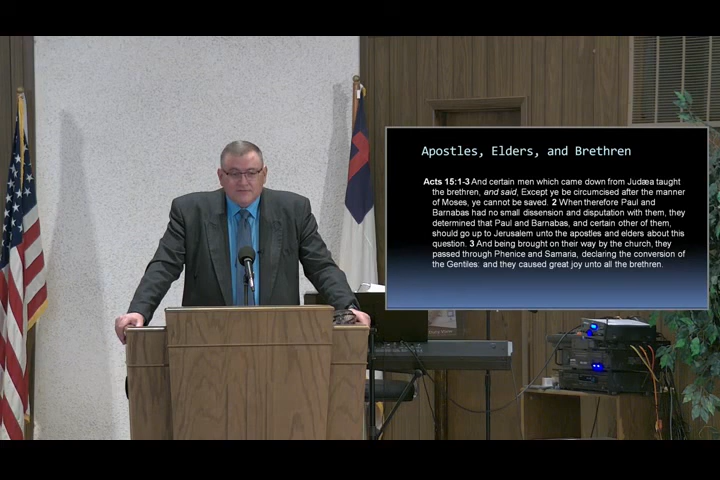 Apostles, Elders, and Brethren
Acts 15:1-3 And certain men which came down from Judæa taught
the brethren, and said, Except ye be circumcised after the manner
of Moses, ye cannot be saved. 2 When therefore Paul and
Barnabas had no small dissension and disputation with them, they
determined that Paul and Barnabas, and certain other of them,
should go up to Jerusalem unto the apostles and elders about this
question. 3 And being brought on their way by the church, they
passed through Phenice and Samaria, declaring the conversion of
the Gentiles: and they caused great joy unto all the brethren.